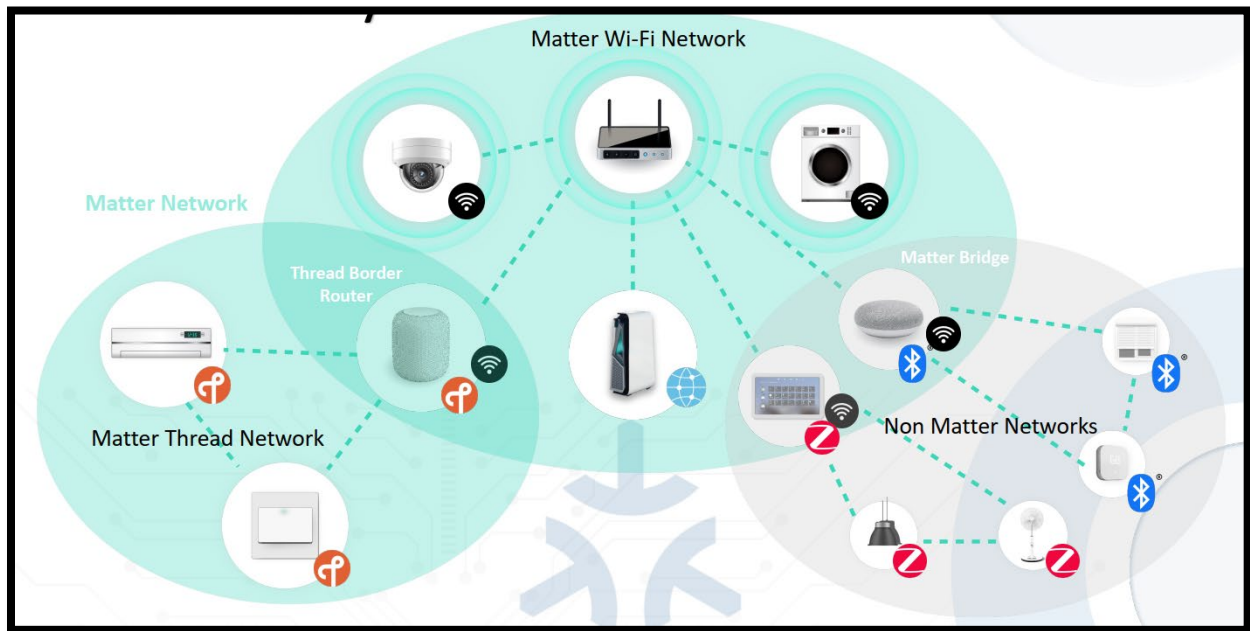 Matter Wi-Fi Network
Matter Network
Thread Border
Router
Matter Bridge
Matter Thread Network
Non Matter Networks